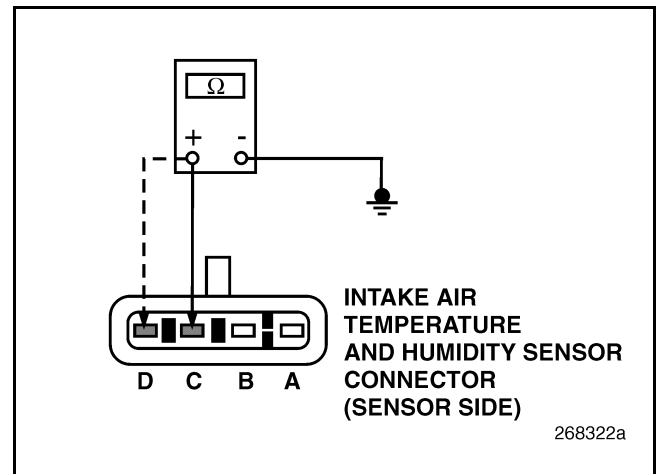 Ω
+ -
INTAKE AIR
TEMPERATURE
AND HUMIDITY SENSOR
CONNECTOR
(SENSOR SIDE)
D C B A
268322a